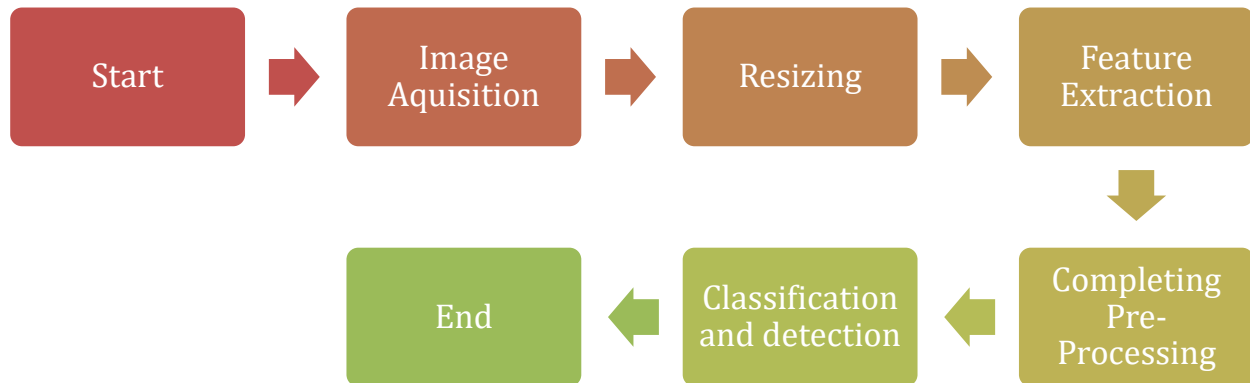 Start
Image
Aquisition
Resizing
Feature
Extraction
Completing
Pre-
Processing
Classification
and detection
End